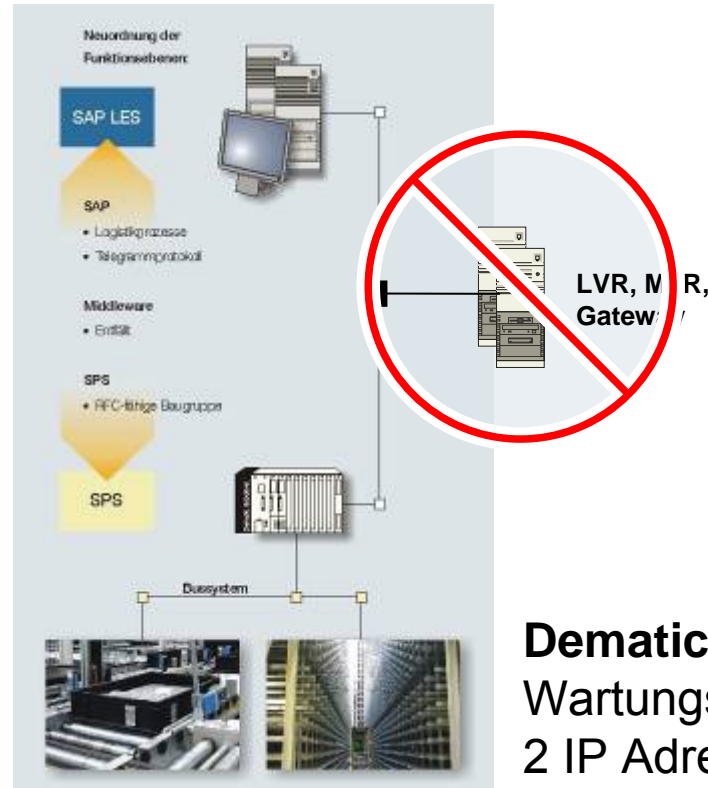 Neuordnung der
Funktionsebenen:
SAP LES
SAP
• Logistikprozesse
• Telegrammprotokoll
Middleware
• Entfällt
SPS
• RFC-fähige Baugruppe
SPS
LVR,
Gatew
Bussystem
Dematic
Wartungs
2 IP Adre